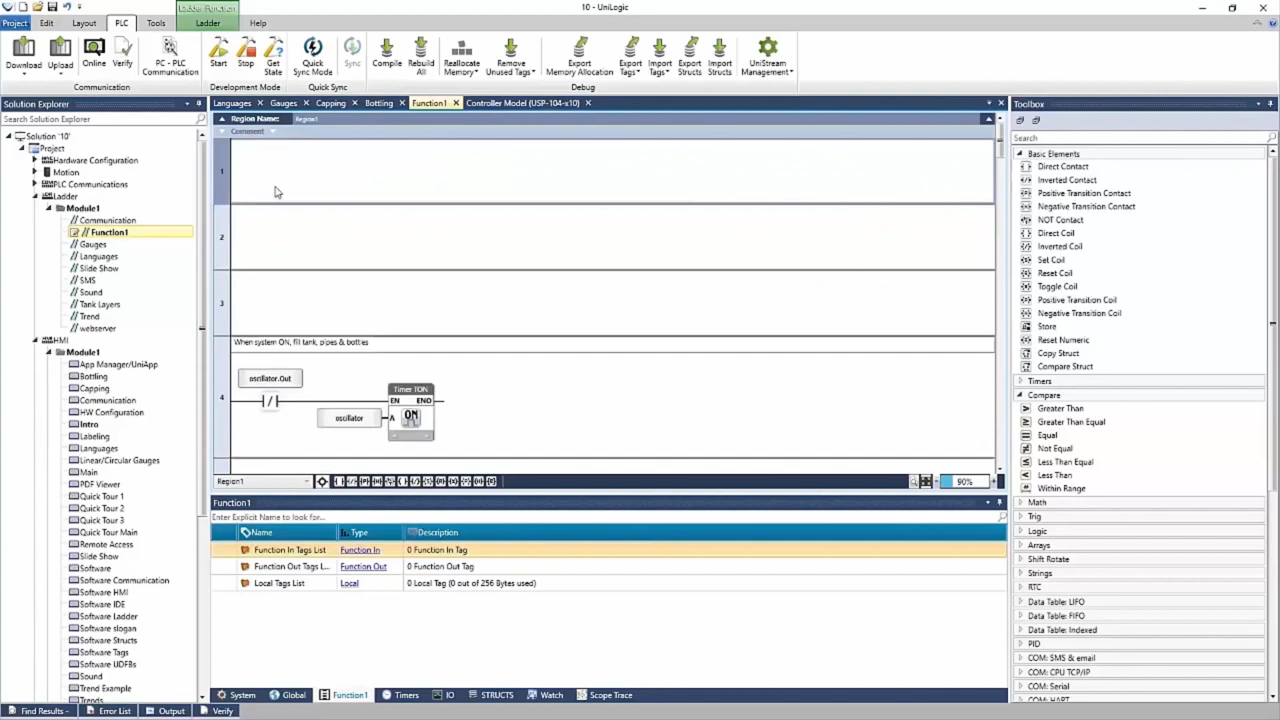 10 - UniLogic
Ladder Function
Project Edit Layout PLC Tools Ladder Help
Download Upload Online Verify PC - PLC Communication Start Stop Get State Quick Sync Mode Sync Compile Rebuild All Reallocate Memory Remove Unused Tags Export Memory Allocation Export Tags Import Tags Export Structs Import Structs UniStream Management
Communication Development Mode Quick Sync Debug
Solution Explorer
Search Solution Explorer
Solution '10'
Project
Hardware Configuration
Motion
PLC Communications
Ladder
Module1
Communication
Function1
Gauges
Languages
Slide Show
SMS
Sound
Tank Layers
Trend
webserver
HMI
Module1
App Manager/UniApp
Bottling
Capping
Communication
HW Configuration
Intro
Labeling
Languages
Linear/Circular Gauges
Main
PDF Viewer
Quick Tour 1
Quick Tour 2
Quick Tour 3
Quick Tour Main
Remote Access
Slide Show
Software
Software Communication
Software HMI
Software IDE
Software Ladder
Software slogan
Software Structs
Software Tags
Software UDFBs
Sound
Trend Example
Trends
Languages Gauges Capping Bottling Function1 Controller Model (USP-104-x10)
Region Name: Region1
Comment
1
2
3
When system ON, fill tank, pipes & bottles
4
oscillator.Out
Timer TON
EN END
oscillator A ON
Region1 90%
Function1
Enter Explicit Name to look for...
Name Type Description
Function In Tags List Function In 0 Function In Tag
Function Out Tags L... Function Out 0 Function Out Tag
Local Tags List Local 0 Local Tag (0 out of 256 Bytes used)
System Global Function1 Timers IO STRUCTS Watch Scope Trace
Toolbox
Search
Basic Elements
Direct Contact
Inverted Contact
Positive Transition Contact
Negative Transition Contact
NOT Contact
Direct Coil
Inverted Coil
Set Coil
Reset Coil
Toggle Coil
Positive Transition Coil
Negative Transition Coil
Store
Reset Numeric
Copy Struct
Compare Struct
Timers
Compare
Greater Than
Greater Than Equal
Equal
Not Equal
Less Than Equal
Less Than
Within Range
Math
Trig
Logic
Arrays
Shift Rotate
Strings
RTC
Data Table: LIFO
Data Table: FIFO
Data Table: Indexed
PID
COM: SMS & email
COM: CPU TCP/IP
COM: Serial
COM: HART
Find Results - Error List Output Verify